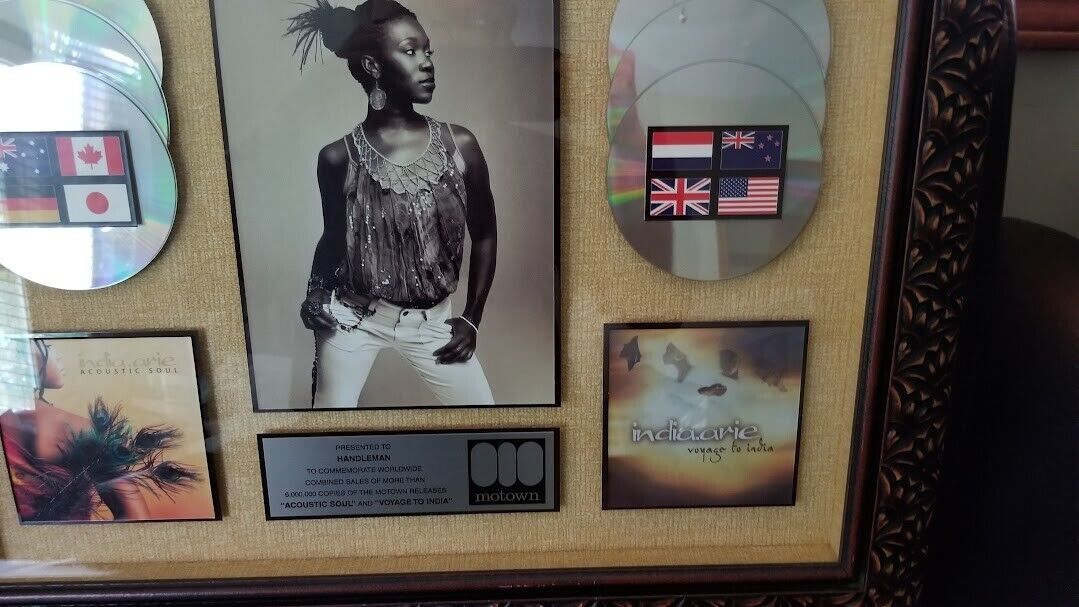 india.arie
ACOUSTIC SOUL
PRESENTED TO
HANDLEMAN
TO COMMEMORATE WORLDWIDE
COMBINED SALES OF MORE THAN
6,000,000 COPIES OF THE MOTOWN RELEASES
"ACOUSTIC SOUL" AND "VOYAGE TO INDIA"
motown
india.arie
voyage to india